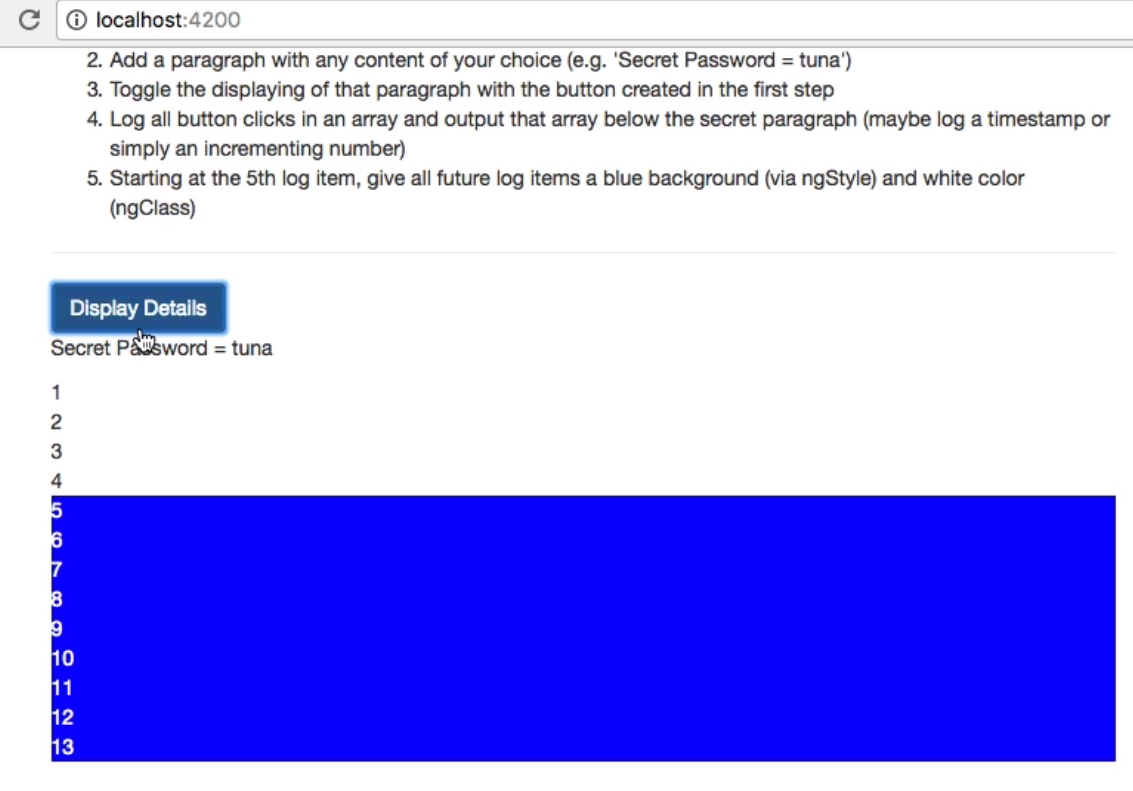 localhost:4200
2. Add a paragraph with any content of your choice (e.g. 'Secret Password = tuna')
3. Toggle the displaying of that paragraph with the button created in the first step
4. Log all button clicks in an array and output that array below the secret paragraph (maybe log a timestamp or
simply an incrementing number)
5. Starting at the 5th log item, give all future log items a blue background (via ngStyle) and white color
(ngClass)
Display Details
Secret Password = tuna
1
2
3
4
5
6
7
8
9
10
11
12
13